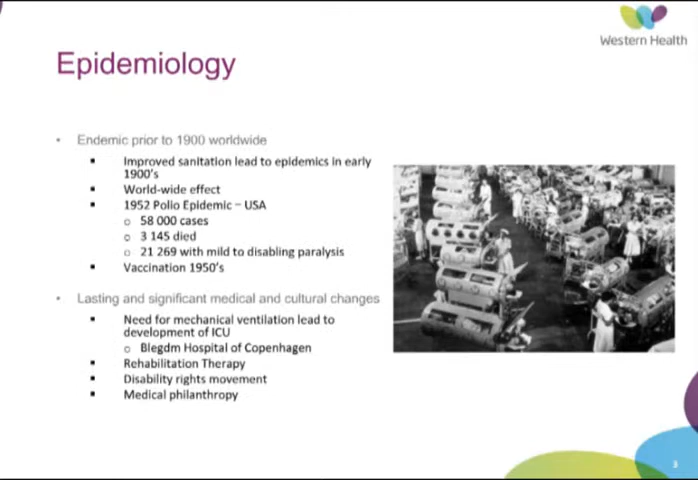 Western Health
Epidemiology
• Endemic prior to 1900 worldwide
▪ Improved sanitation lead to epidemics in early
1900's
▪ World-wide effect
▪ 1952 Polio Epidemic – USA
o 58 000 cases
o 3 145 died
o 21 269 with mild to disabling paralysis
▪ Vaccination 1950's
• Lasting and significant medical and cultural changes
▪ Need for mechanical ventilation lead to
development of ICU
o Blegdm Hospital of Copenhagen
▪ Rehabilitation Therapy
▪ Disability rights movement
▪ Medical philanthropy
3